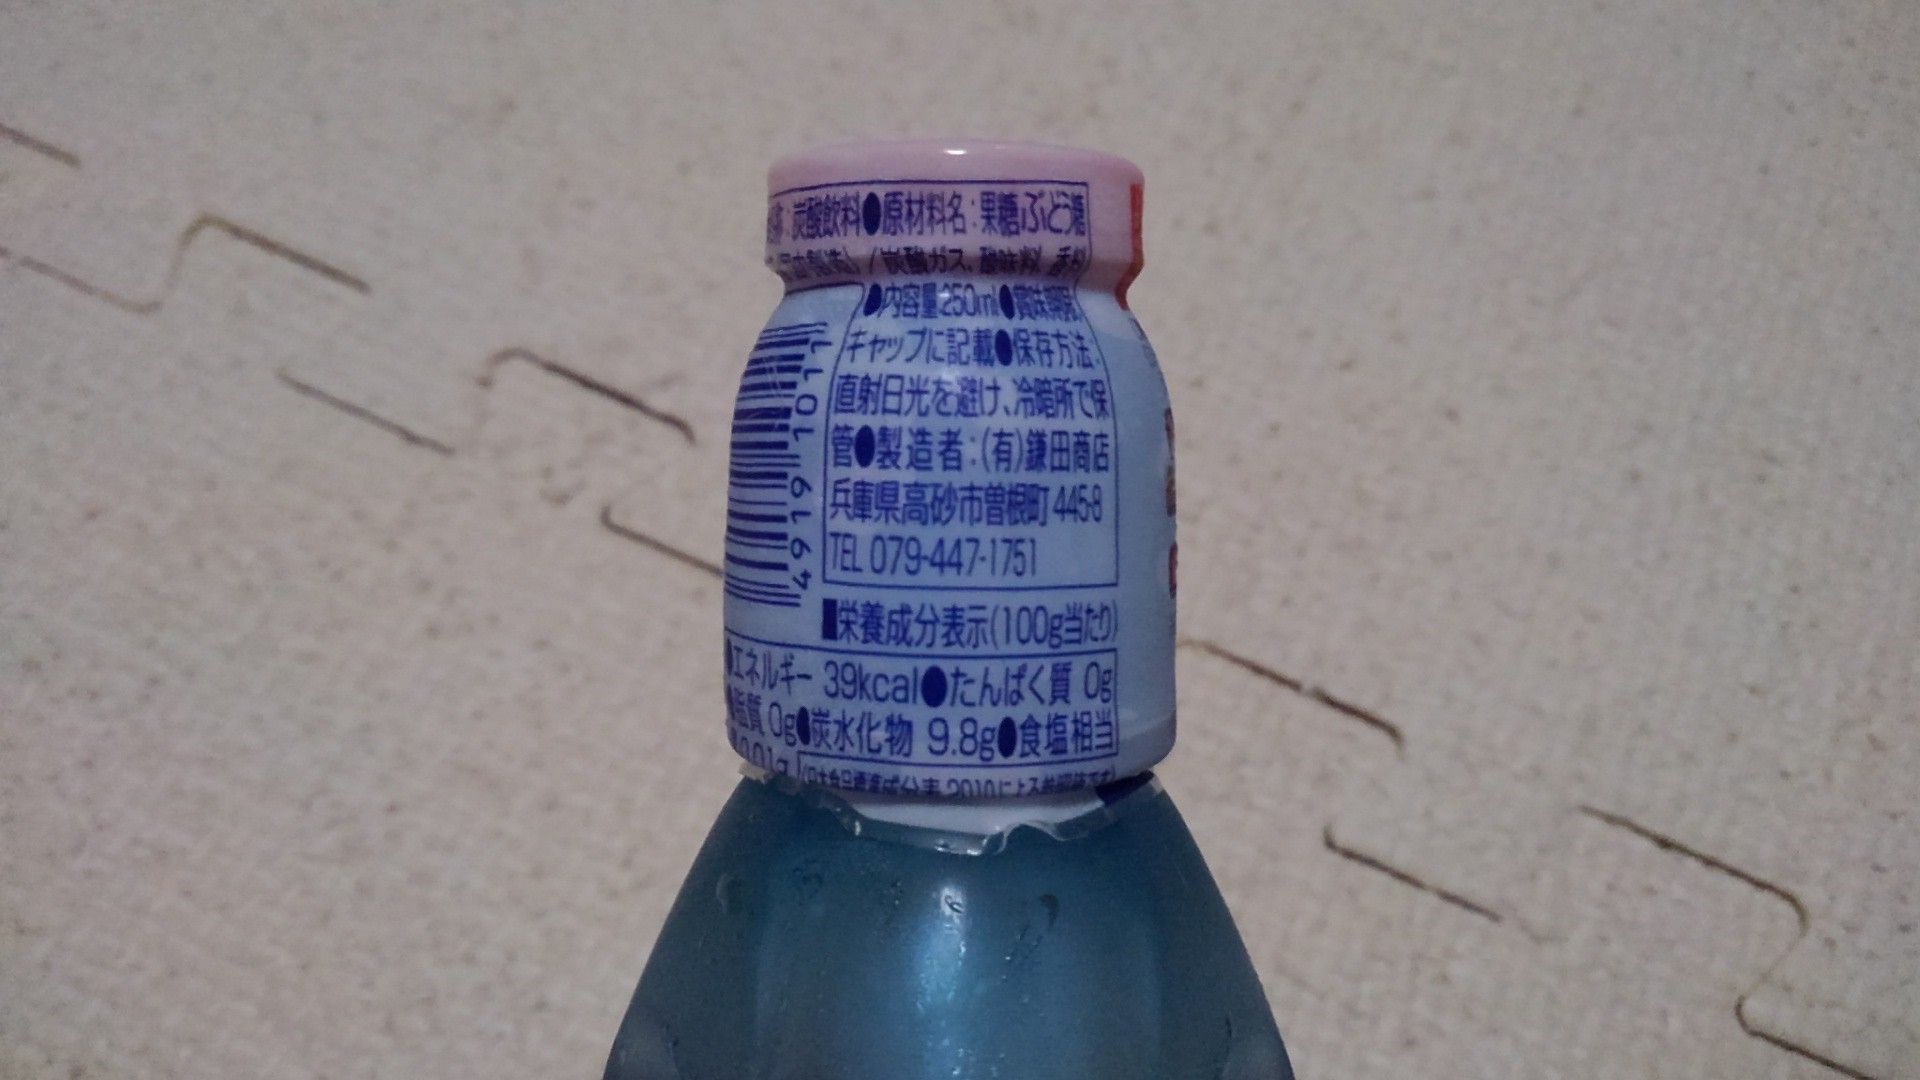 炭酸飲料●原材料名:果糖ぶどう糖
(炭酸ガス、酸味料、香料
●内容量250ml●賞味期限:
キャップに記載●保存方法:
直射日光を避け、冷暗所で保
管●製造者:(有)鎌田商店
兵庫県高砂市曽根町445-8
TEL 079-447-1751
■栄養成分表示(100g当たり)
●エネルギー 39kcal●たんぱく質 0g
●脂質 0g●炭水化物 9.8g●食塩相当
0.01g
4919 1011